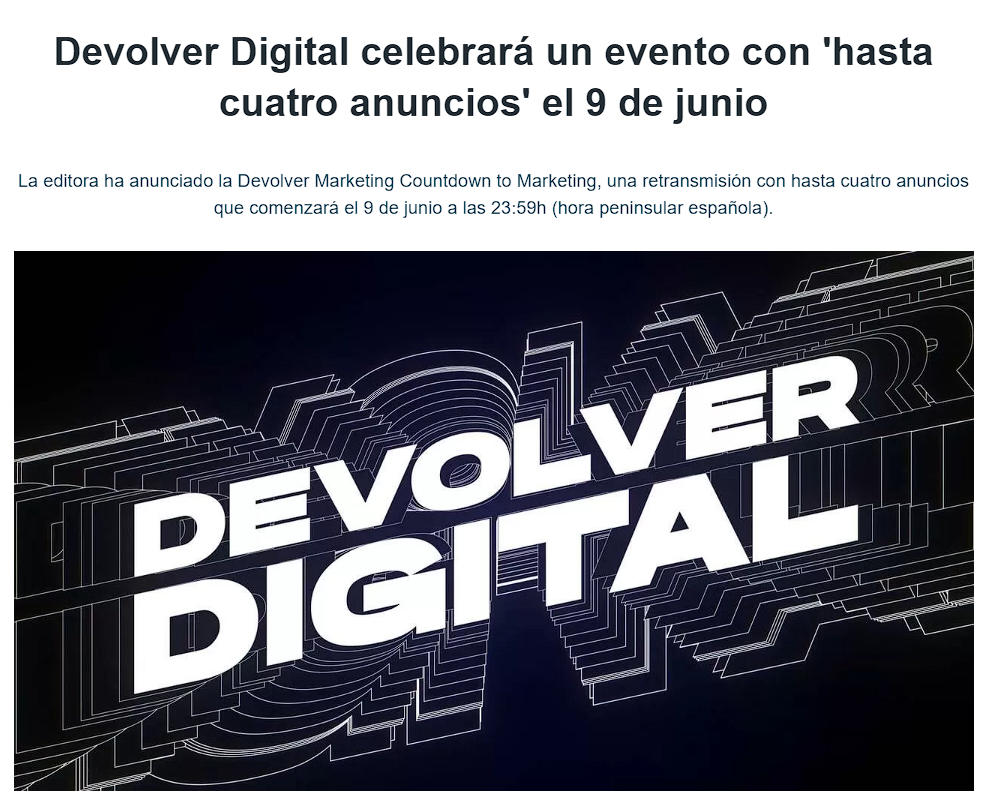 Devolver Digital celebrará un evento con 'hasta
cuatro anuncios' el 9 de junio
La editora ha anunciado la Devolver Marketing Countdown to Marketing, una retransmisión con hasta cuatro anuncios
que comenzará el 9 de junio a las 23:59h (hora peninsular española).
DEVOLVER
DIGITAL